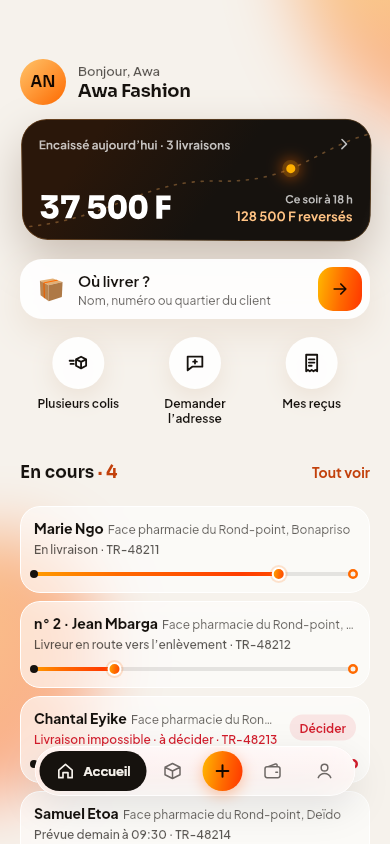 AN
Bonjour, Awa
Awa Fashion
Encaissé aujourd’hui · 3 livraisons
37 500 F
Ce soir à 18 h
128 500 F reversés
Où livrer ?
Nom, numéro ou quartier du client
Plusieurs colis
Demander
l’adresse
Mes reçus
En cours · 4
Tout voir
Marie Ngo Face pharmacie du Rond-point, Bonapriso
En livraison · TR-48211
n° 2 · Jean Mbarga Face pharmacie du Rond-point, ...
Livreur en route vers l’enlèvement · TR-48212
Chantal Eyike Face pharmacie du Ron...
Livraison impossible · à décider · TR-48213
Décider
Accueil
Samuel Etoa Face pharmacie du Rond-point, Deïdo
Prévue demain à 09:30 · TR-48214